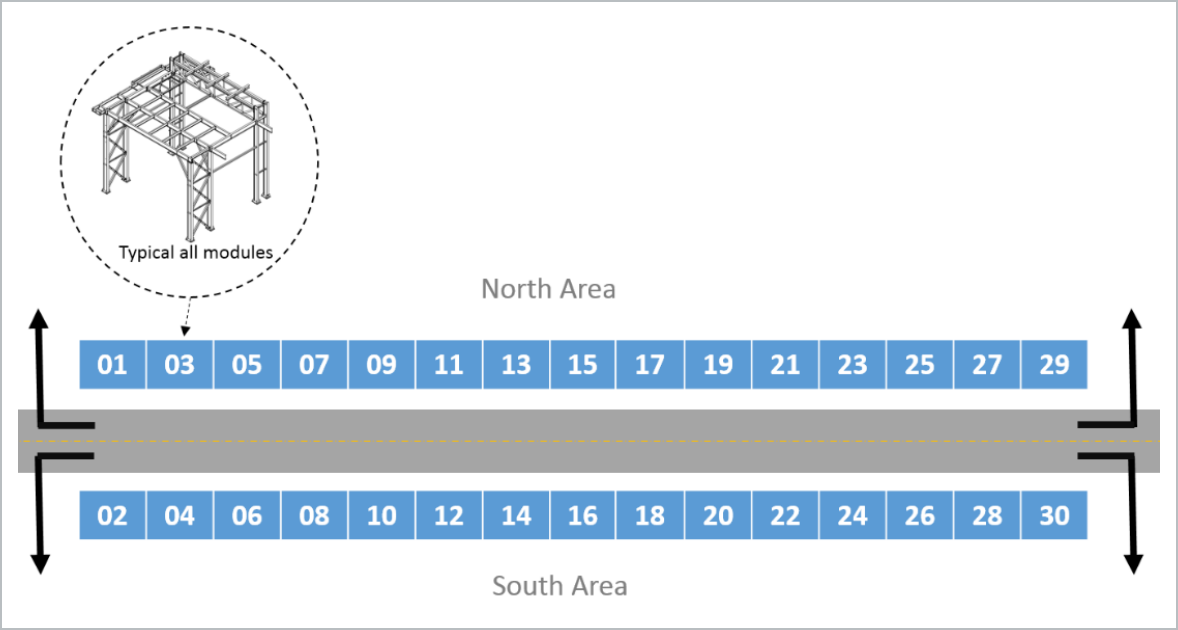 Typical all modules
North Area
01 03 05 07 09 11 13 15 17 19 21 23 25 27 29
02 04 06 08 10 12 14 16 18 20 22 24 26 28 30
South Area